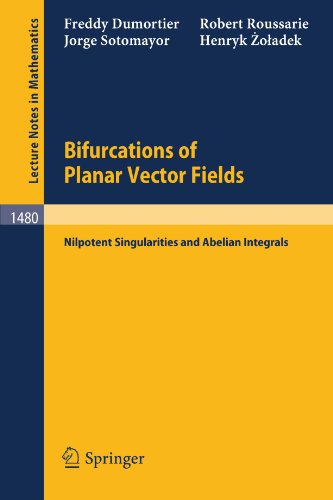 Freddy Dumortier Robert Roussarie
Jorge Sotomayor Henryk Żołądek
Lecture Notes in Mathematics
Bifurcations of
Planar Vector Fields
1480
Nilpotent Singularities and Abelian Integrals
Springer